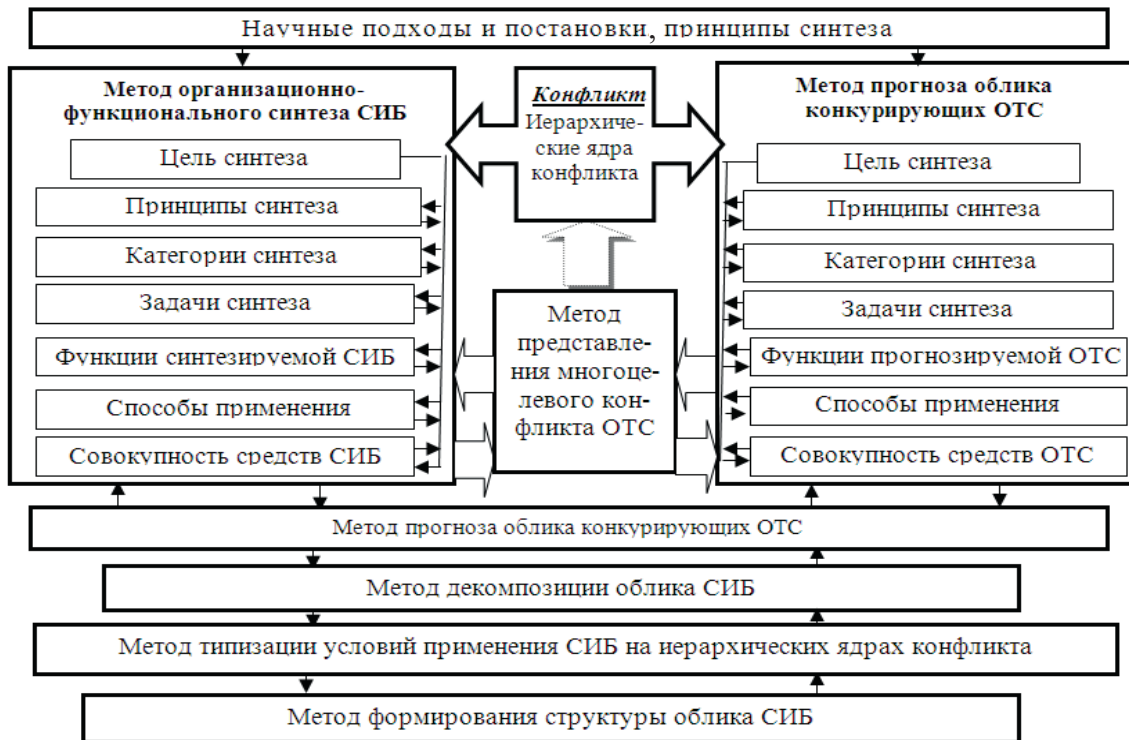 Научные подходы и постановки, принципы синтеза
Метод организационно-
функционального синтеза СИБ
Цель синтеза
Принципы синтеза
Категории синтеза
Задачи синтеза
Функции синтезируемой СИБ
Способы применения
Совокупность средств СИБ
Конфликт
Иерархиче-
ские ядра
конфликта
Метод
представле-
ния многоце-
левого кон-
фликта ОТС
Метод прогноза облика
конкурирующих ОТС
Цель синтеза
Принципы синтеза
Категории синтеза
Задачи синтеза
Функции прогнозируемой ОТС
Способы применения
Совокупность средств ОТС
Метод прогноза облика конкурирующих ОТС
Метод декомпозиции облика СИБ
Метод типизации условий применения СИБ на иерархических ядрах конфликта
Метод формирования структуры облика СИБ